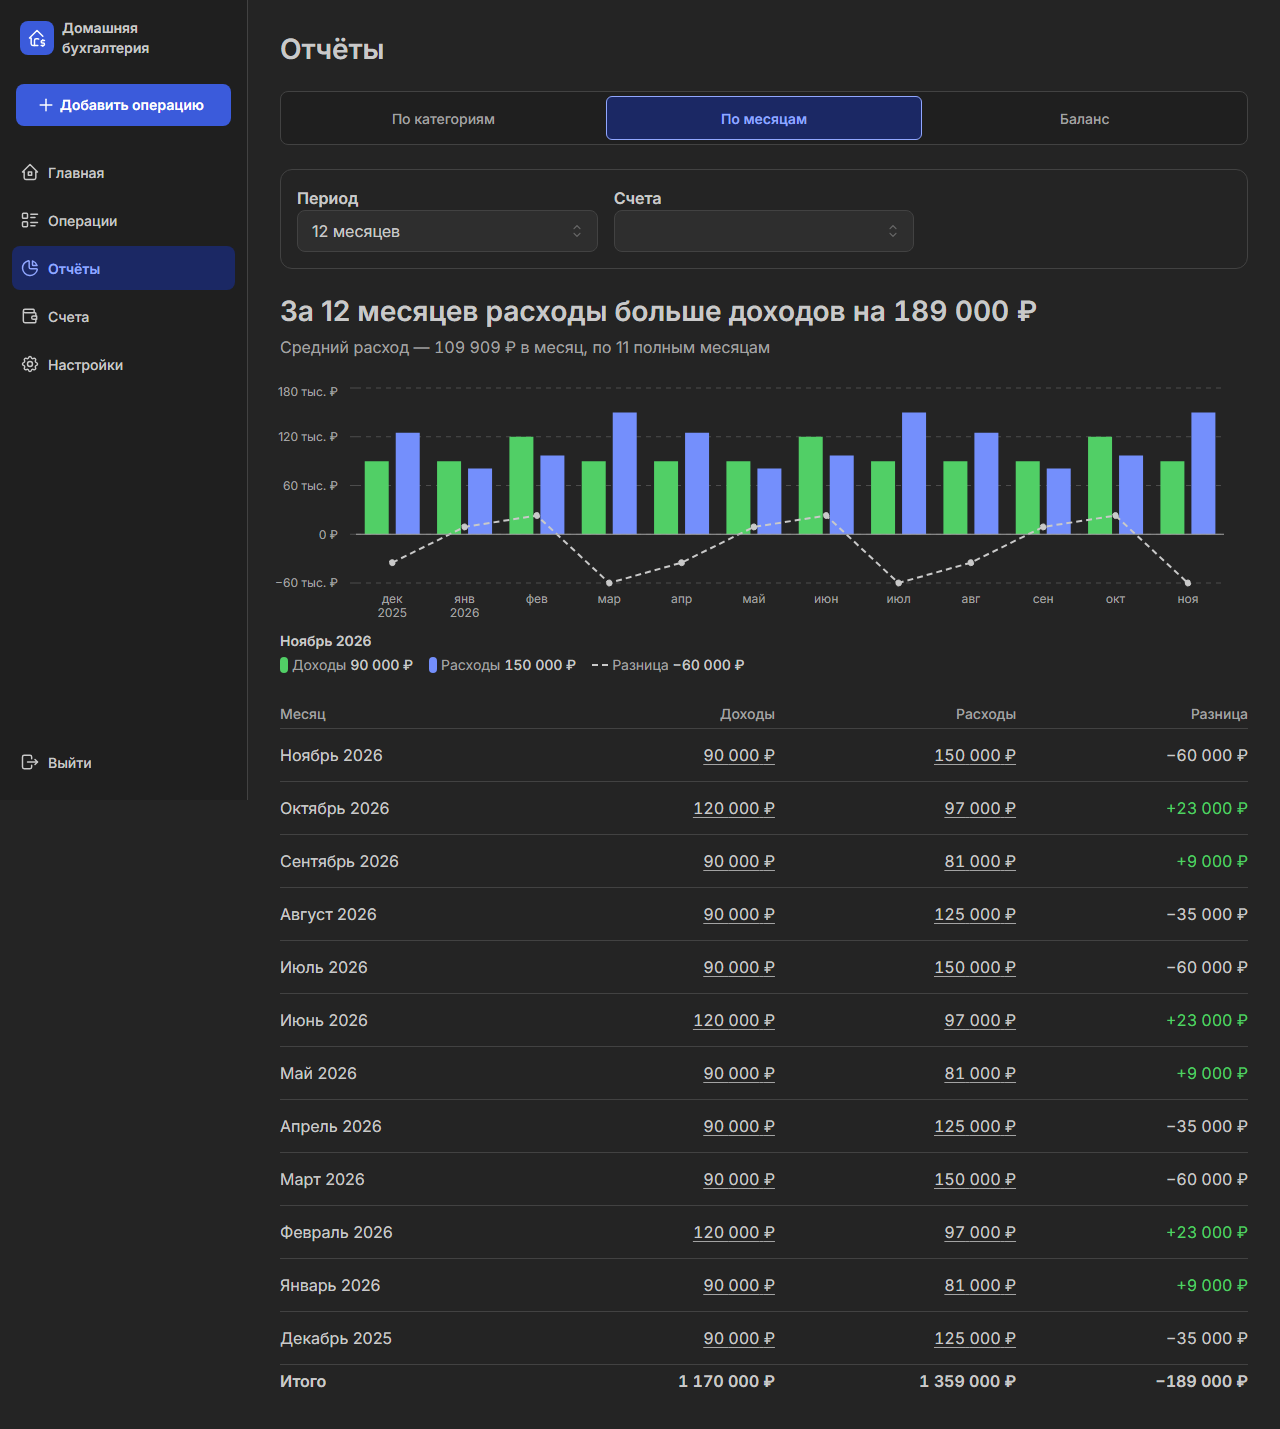 Домашняя
бухгалтерия
Добавить операцию
Главная
Операции
Отчёты
Счета
Настройки
Выйти
Отчёты
По категориям
По месяцам
Баланс
Период
Счета
12 месяцев
За 12 месяцев расходы больше доходов на 189 000 ₽
Средний расход — 109 909 ₽ в месяц, по 11 полным месяцам
180 тыс. ₽
120 тыс. ₽
60 тыс. ₽
0 ₽
−60 тыс. ₽
дек янв фев мар апр май июн июл авг сен окт ноя
2025 2026
Ноябрь 2026
Доходы 90 000 ₽ Расходы 150 000 ₽ Разница −60 000 ₽
Месяц Доходы Расходы Разница
Ноябрь 2026 90 000 ₽ 150 000 ₽ −60 000 ₽
Октябрь 2026 120 000 ₽ 97 000 ₽ +23 000 ₽
Сентябрь 2026 90 000 ₽ 81 000 ₽ +9 000 ₽
Август 2026 90 000 ₽ 125 000 ₽ −35 000 ₽
Июль 2026 90 000 ₽ 150 000 ₽ −60 000 ₽
Июнь 2026 120 000 ₽ 97 000 ₽ +23 000 ₽
Май 2026 90 000 ₽ 81 000 ₽ +9 000 ₽
Апрель 2026 90 000 ₽ 125 000 ₽ −35 000 ₽
Март 2026 90 000 ₽ 150 000 ₽ −60 000 ₽
Февраль 2026 120 000 ₽ 97 000 ₽ +23 000 ₽
Январь 2026 90 000 ₽ 81 000 ₽ +9 000 ₽
Декабрь 2025 90 000 ₽ 125 000 ₽ −35 000 ₽
Итого 1 170 000 ₽ 1 359 000 ₽ −189 000 ₽